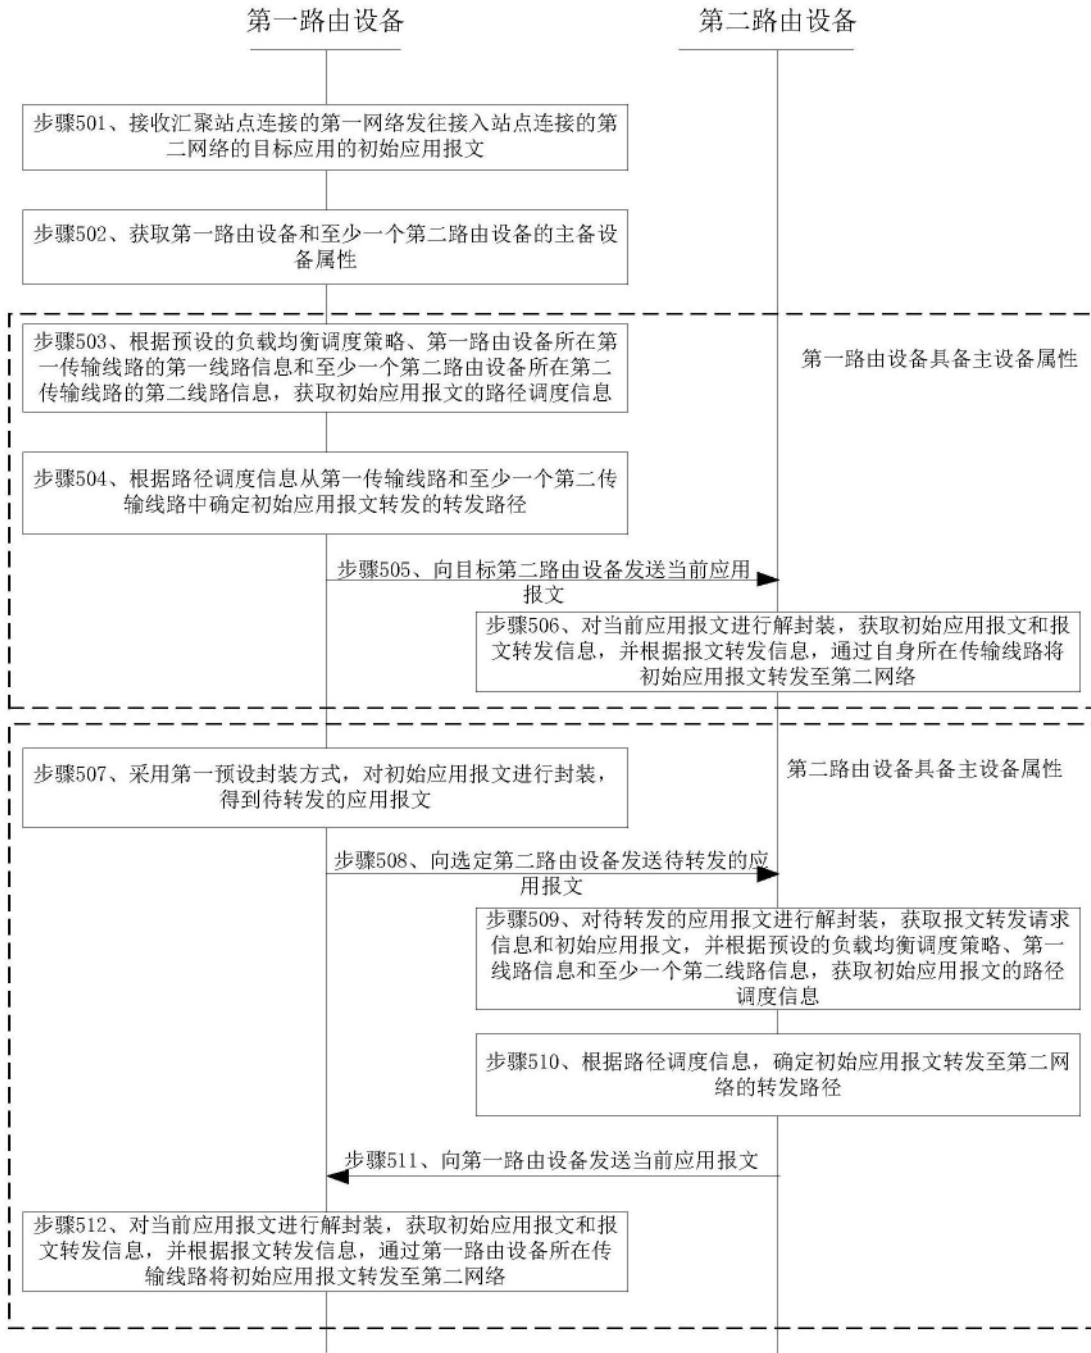 第一路由设备
第二路由设备
步骤501、接收汇聚站点连接的第一网络发往接入站点连接的第
二网络的目标应用的初始应用报文
步骤502、获取第一路由设备和至少一个第二路由设备的主备设
备属性
步骤503、根据预设的负载均衡调度策略、第一路由设备所在第
一传输线路的第一线路信息和至少一个第二路由设备所在第二
传输线路的第二线路信息，获取初始应用报文的路径调度信息
第一路由设备具备主设备属性
步骤504、根据路径调度信息从第一传输线路和至少一个第二传
输线路中确定初始应用报文转发的转发路径
步骤505、向目标第二路由设备发送当前应用
报文
步骤506、对当前应用报文进行解封装，获取初始应用报文和报
文转发信息，并根据报文转发信息，通过自身所在传输线路将
初始应用报文转发至第二网络
步骤507、采用第一预设封装方式，对初始应用报文进行封装，
得到待转发的应用报文
第二路由设备具备主设备属性
步骤508、向选定第二路由设备发送待转发的应
用报文
步骤509、对待转发的应用报文进行解封装，获取报文转发请求
信息和初始应用报文，并根据预设的负载均衡调度策略、第一
线路信息和至少一个第二线路信息，获取初始应用报文的路径
调度信息
步骤510、根据路径调度信息，确定初始应用报文转发至第二网
络的转发路径
步骤511、向第一路由设备发送当前应用报文
步骤512、对当前应用报文进行解封装，获取初始应用报文和报
文转发信息，并根据报文转发信息，通过第一路由设备所在传
输线路将初始应用报文转发至第二网络